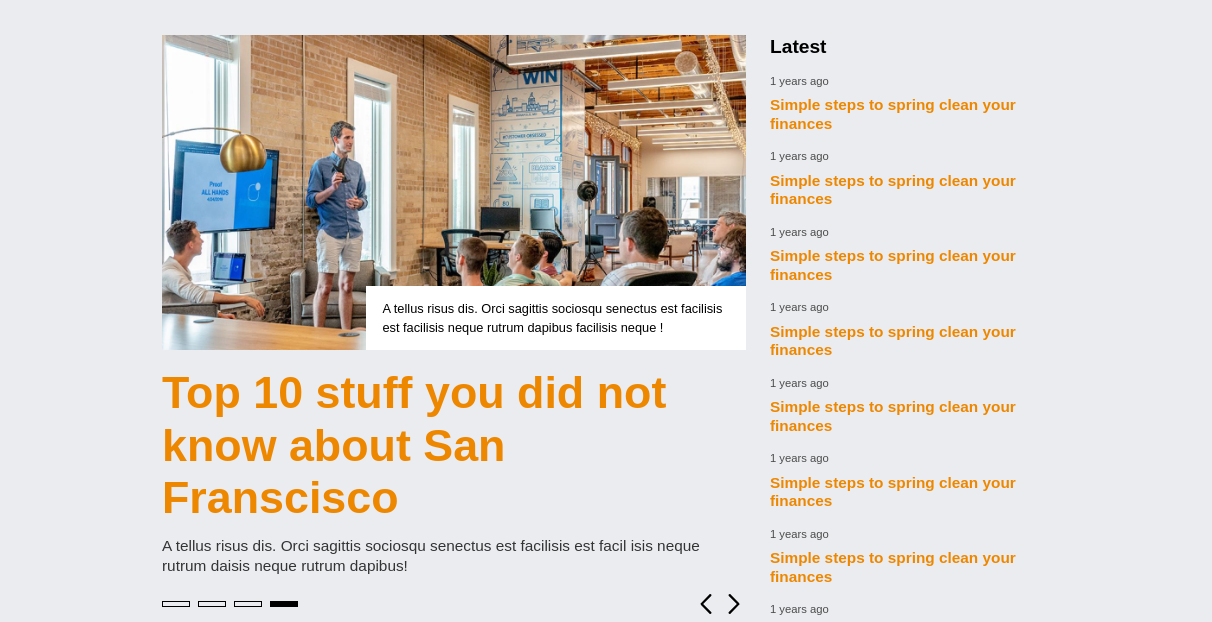 WIN
Proof
ALL HANDS
A tellus risus dis. Orci sagittis sociosqu senectus est facilisis
est facilisis neque rutrum dapibus facilisis neque !
Top 10 stuff you did not
know about San
Franscisco
A tellus risus dis. Orci sagittis sociosqu senectus est facilisis est facil isis neque
rutrum daisis neque rutrum dapibus!
Latest
1 years ago
Simple steps to spring clean your
finances
1 years ago
Simple steps to spring clean your
finances
1 years ago
Simple steps to spring clean your
finances
1 years ago
Simple steps to spring clean your
finances
1 years ago
Simple steps to spring clean your
finances
1 years ago
Simple steps to spring clean your
finances
1 years ago
Simple steps to spring clean your
finances
1 years ago